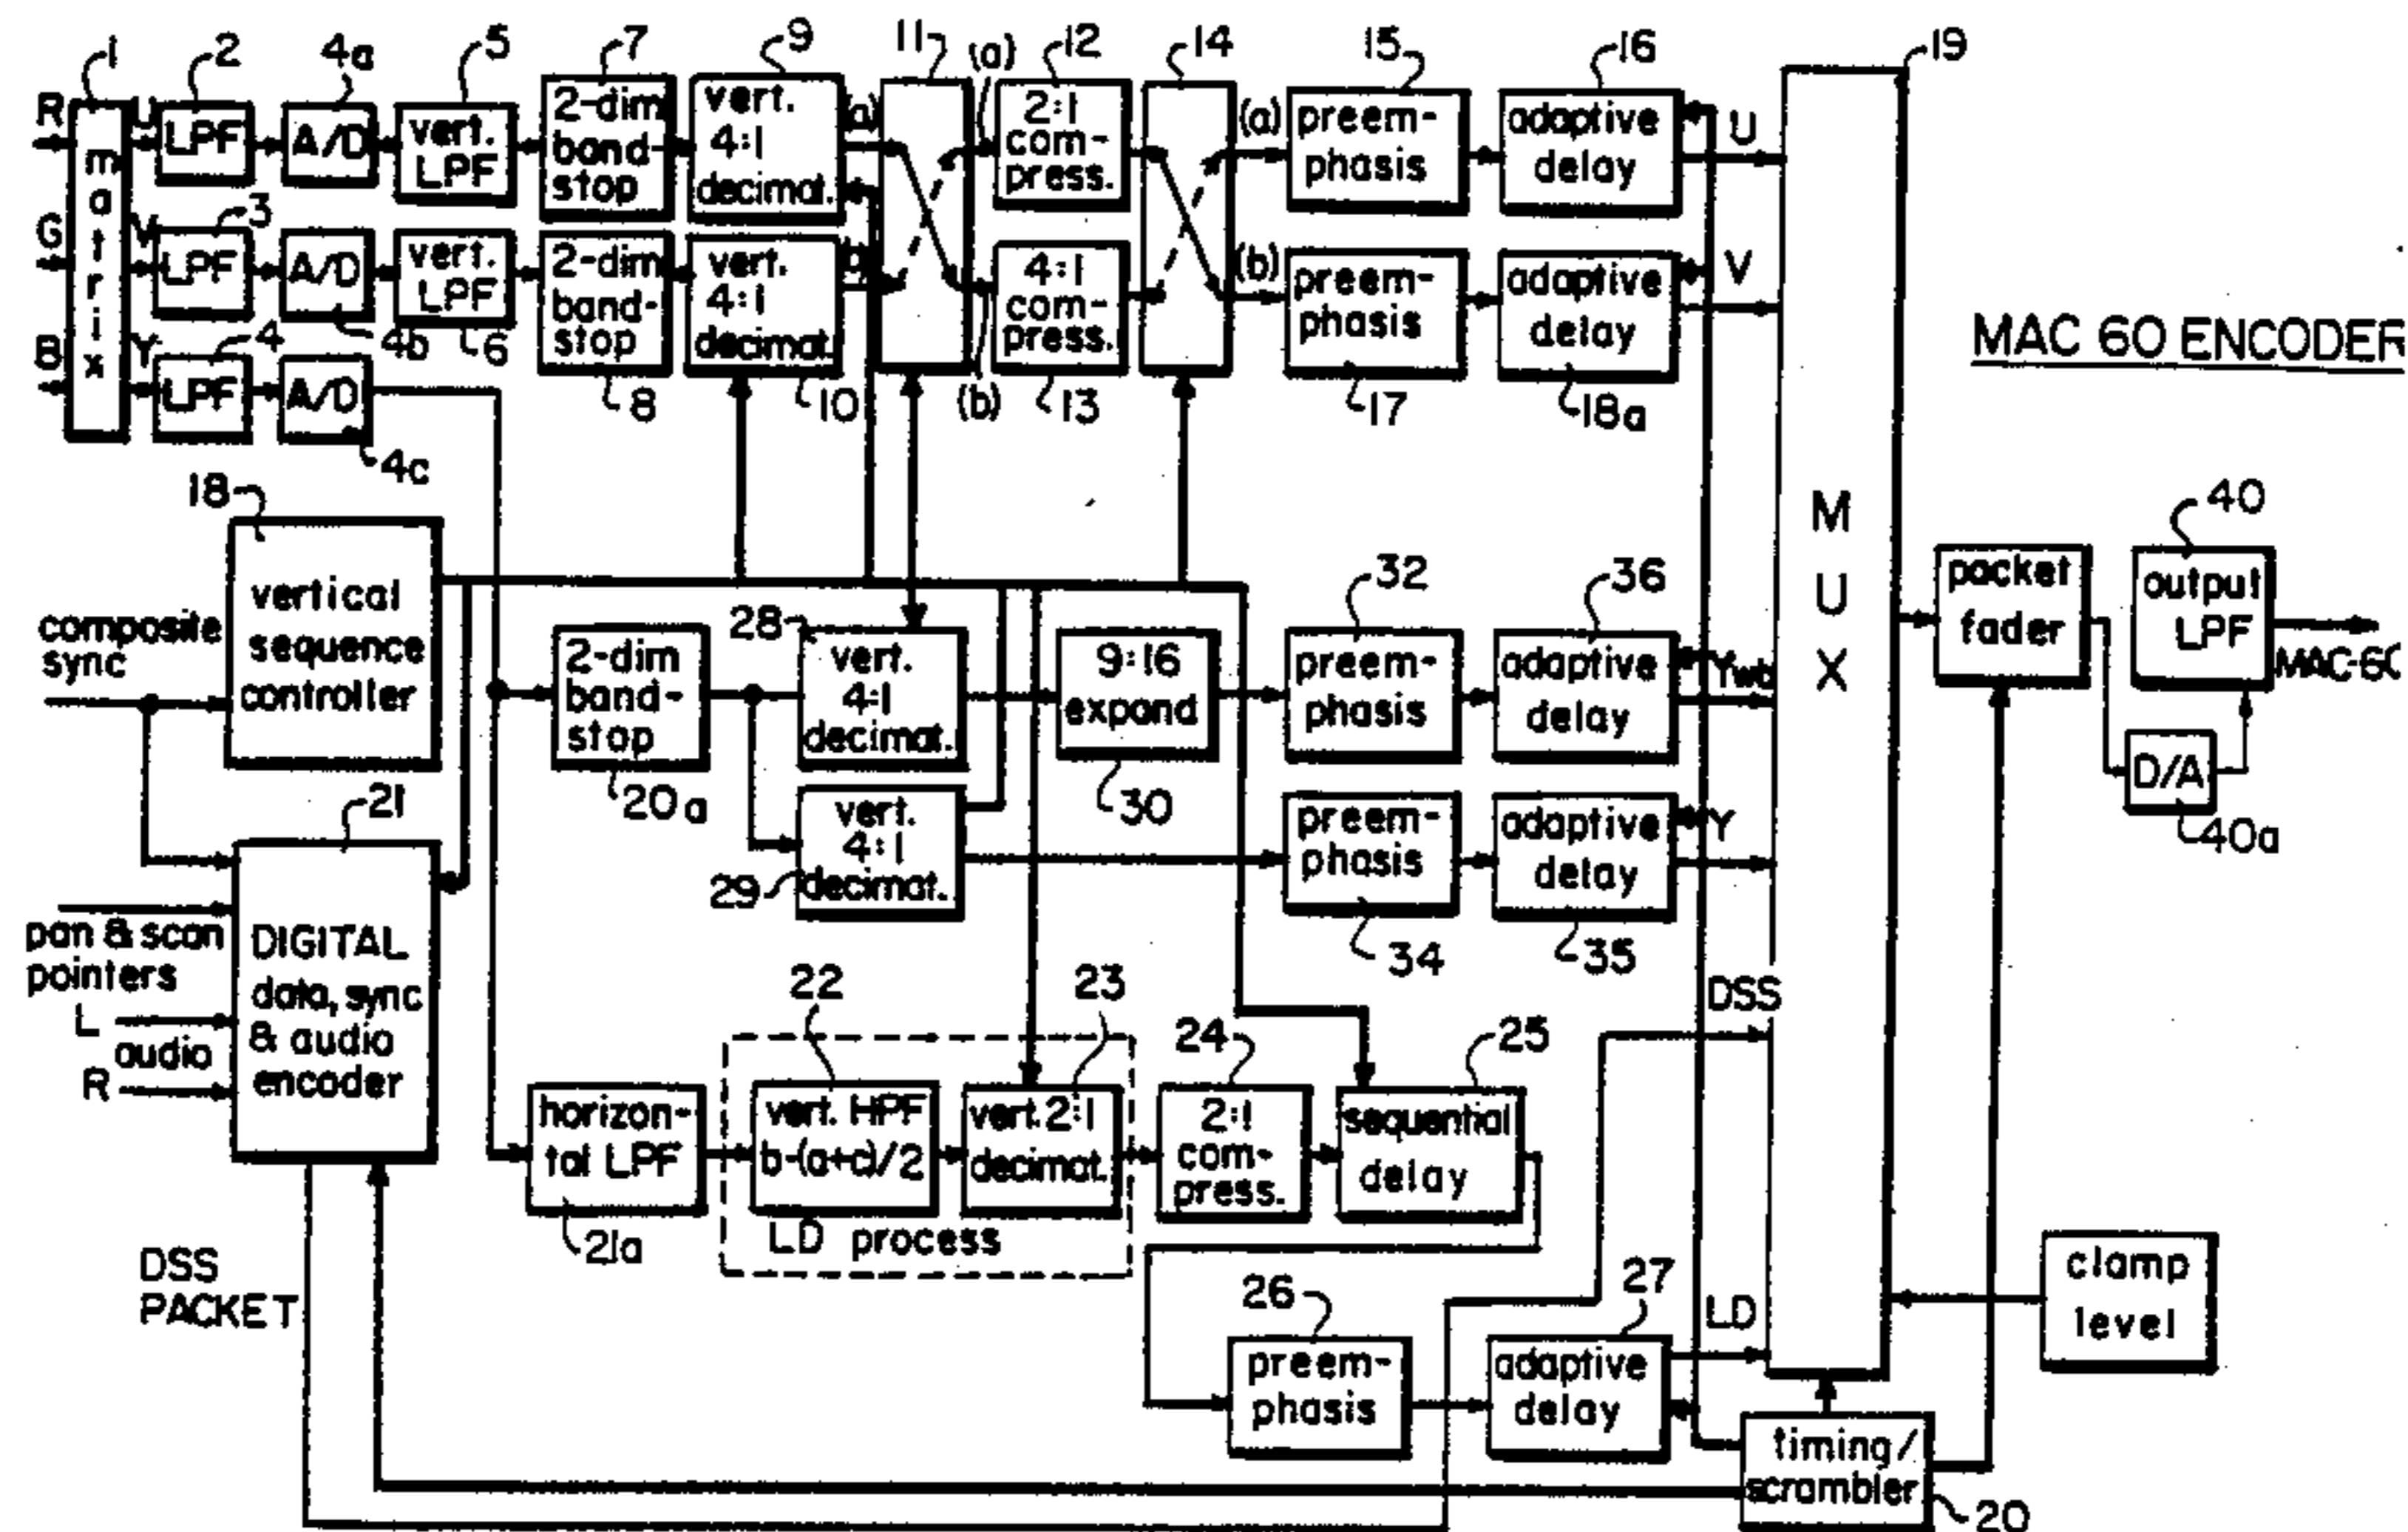 1
2
4a
5
7
9
11
(a)
12
14
15
16
19
R
U
LPF
A/D
vert.
LPF
2-dim
band-
stop
vert.
4:1
decimat.
(a)
2:1
com-
press.
(a)
preem-
phasis
adaptive
delay
U
matrix
G
V
3
LPF
A/D
vert.
LPF
2-dim
band-
stop
vert.
4:1
decimat.
b
4:1
com-
press.
(b)
preem-
phasis
adaptive
delay
V
MAC 60 ENCODER
B
Y
4
LPF
A/D
4b
6
8
10
(b)
13
17
18a
4c
18
vertical
sequence
controller
composite
sync
MUX
28
vert.
4:1
decimat.
9:16
expand
30
32
preem-
phasis
36
adaptive
delay
Ywb
packet
fader
40
output
LPF
MAC-60
D/A
40a
2-dim
band-
stop
20a
21
vert.
4:1
decimat.
29
preem-
phasis
34
adaptive
delay
35
Y
pan & scan
pointers
L
audio
R
DIGITAL
data, sync
& audio
encoder
DSS
22
23
24
25
horizon-
tal LPF
21a
vert. HPF
b-(a+c)/2
vert. 2:1
decimat.
LD process
2:1
com-
press.
sequential
delay
DSS
PACKET
26
preem-
phasis
27
adaptive
delay
LD
clamp
level
timing/
scrambler
20